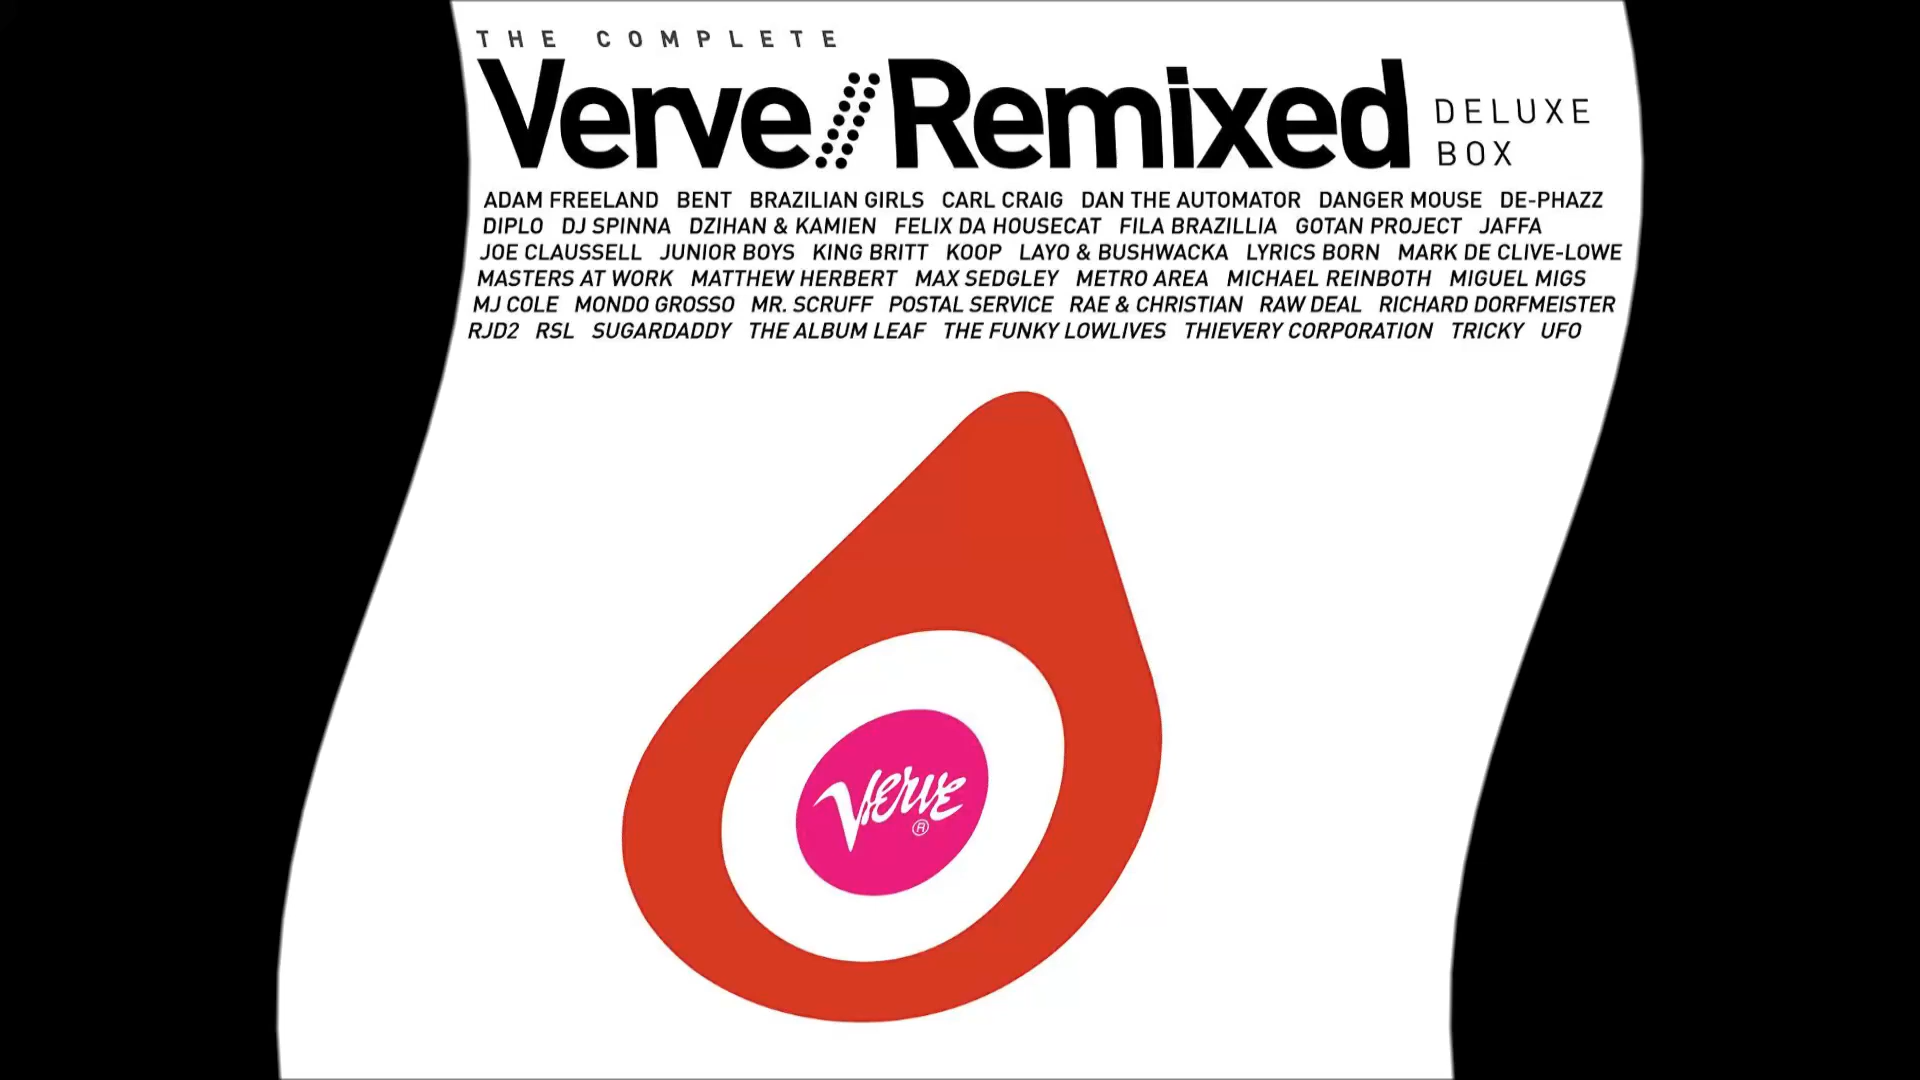 THE COMPLETE
Verve//Remixed
DELUXE
BOX
ADAM FREELAND BENT BRAZILIAN GIRLS CARL CRAIG DAN THE AUTOMATOR DANGER MOUSE DE-PHAZZ
DIPLO DJ SPINNA DZIHAN & KAMIEN FELIX DA HOUSECAT FILA BRAZILLIA GOTAN PROJECT JAFFA
JOE CLAUSSELL JUNIOR BOYS KING BRITT KOOP LAYO & BUSHWACKA LYRICS BORN MARK DE CLIVE-LOWE
MASTERS AT WORK MATTHEW HERBERT MAX SEDGLEY METRO AREA MICHAEL REINBOTH MIGUEL MIGS
MJ COLE MONDO GROSSO MR. SCRUFF POSTAL SERVICE RAE & CHRISTIAN RAW DEAL RICHARD DORFMEISTER
RJD2 RSL SUGARDADDY THE ALBUM LEAF THE FUNKY LOWLIVES THIEVERY CORPORATION TRICKY UFO
Verve
®